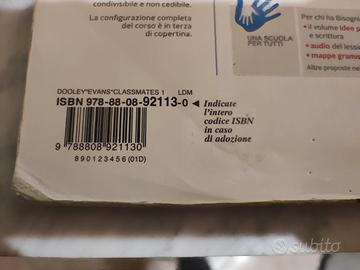 condivisibile e non cedibile.
La configurazione completa
del corso è in terza
di copertina.
UNA SCUOLA
PER TUTTI
Per chi ha Bisogni
• il volume idee p
e scrittura
• audio del lessi
• mappe gramm
Altre proposte ne
DOOLEY*EVANS*CLASSMATES 1 LDM
ISBN 978-88-08-92113-0
Indicate
l'intero
codice ISBN
in caso
di adozione
9 788808 921130
890123456 (01D)
subito